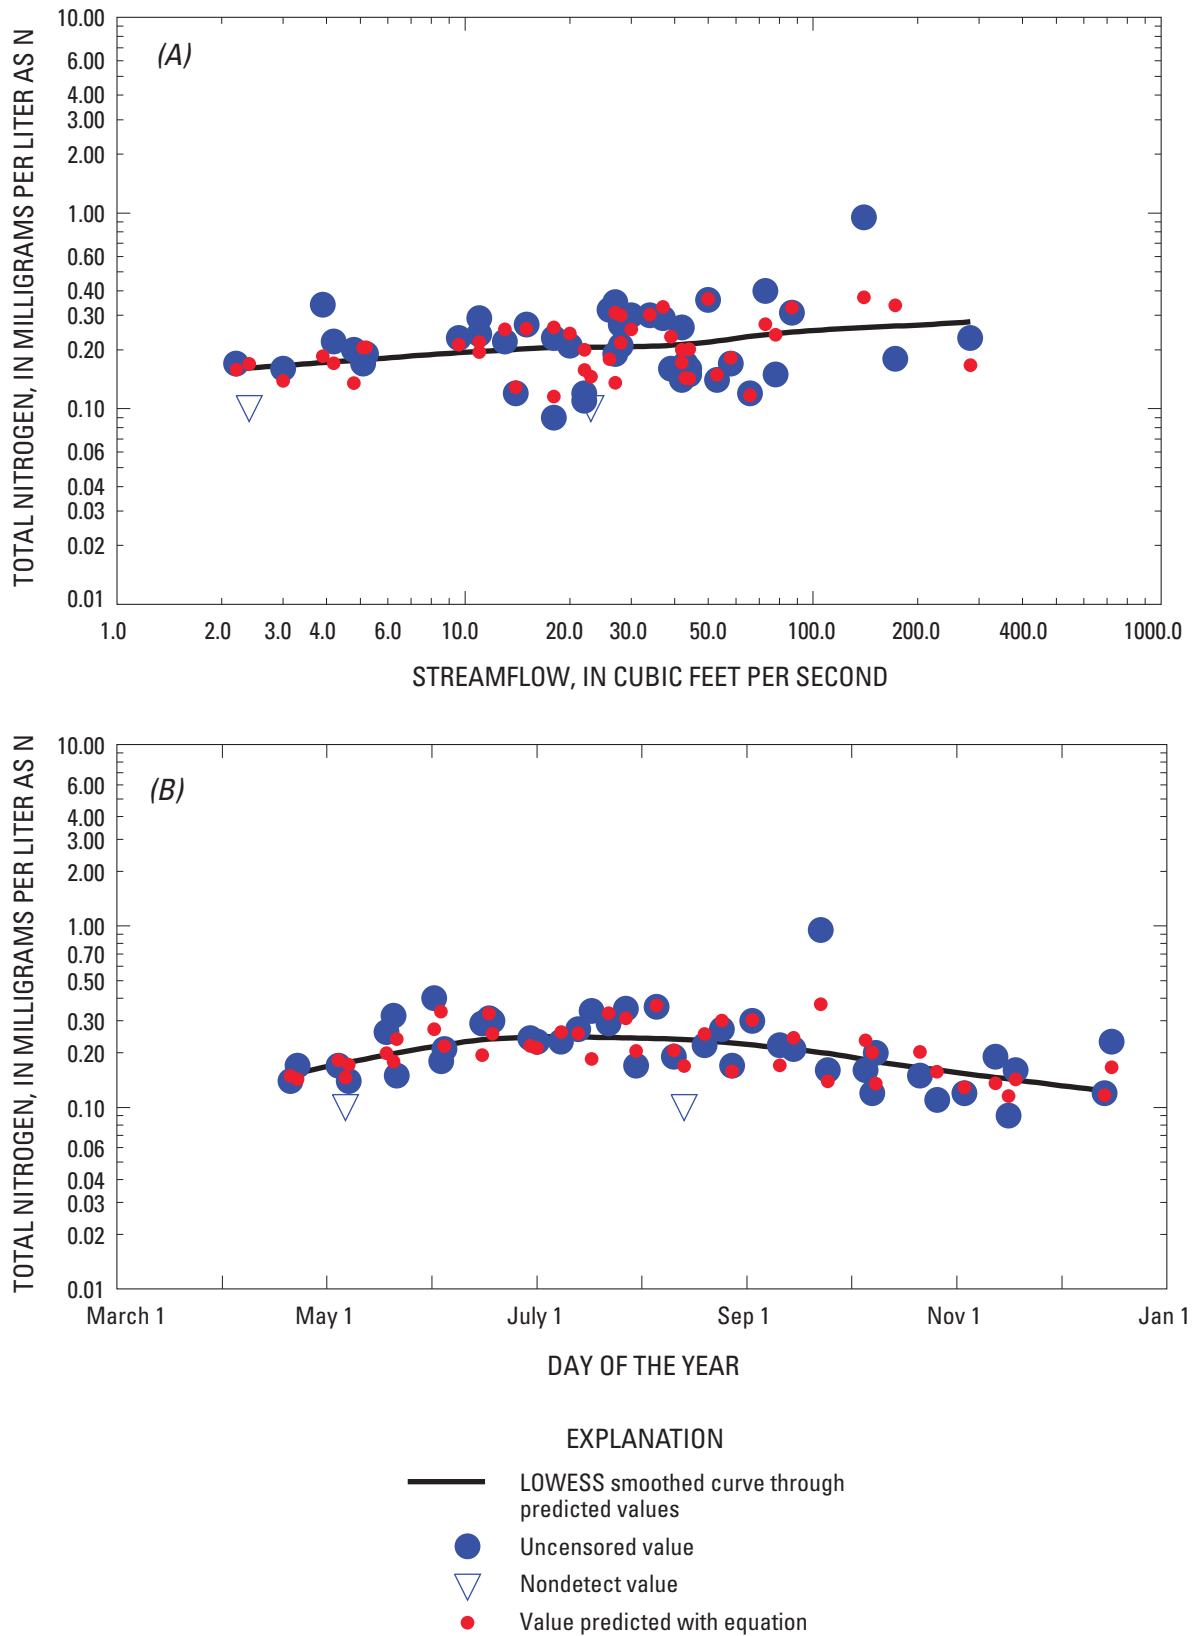 TOTAL NITROGEN, IN MILLIGRAMS PER LITER AS N
(A)
10.00
6.00
4.00
3.00
2.00
1.00
0.60
0.40
0.30
0.20
0.10
0.06
0.04
0.03
0.02
0.01
1.0 2.0 3.0 4.0 6.0 10.0 20.0 30.0 50.0 100.0 200.0 400.0 1000.0
STREAMFLOW, IN CUBIC FEET PER SECOND
TOTAL NITROGEN, IN MILLIGRAMS PER LITER AS N
(B)
10.00
6.00
4.00
3.00
2.00
1.00
0.70
0.50
0.30
0.20
0.10
0.06
0.04
0.03
0.02
0.01
March 1 May 1 July 1 Sep 1 Nov 1 Jan 1
DAY OF THE YEAR
EXPLANATION
LOWESS smoothed curve through
predicted values
Uncensored value
Nondetect value
Value predicted with equation